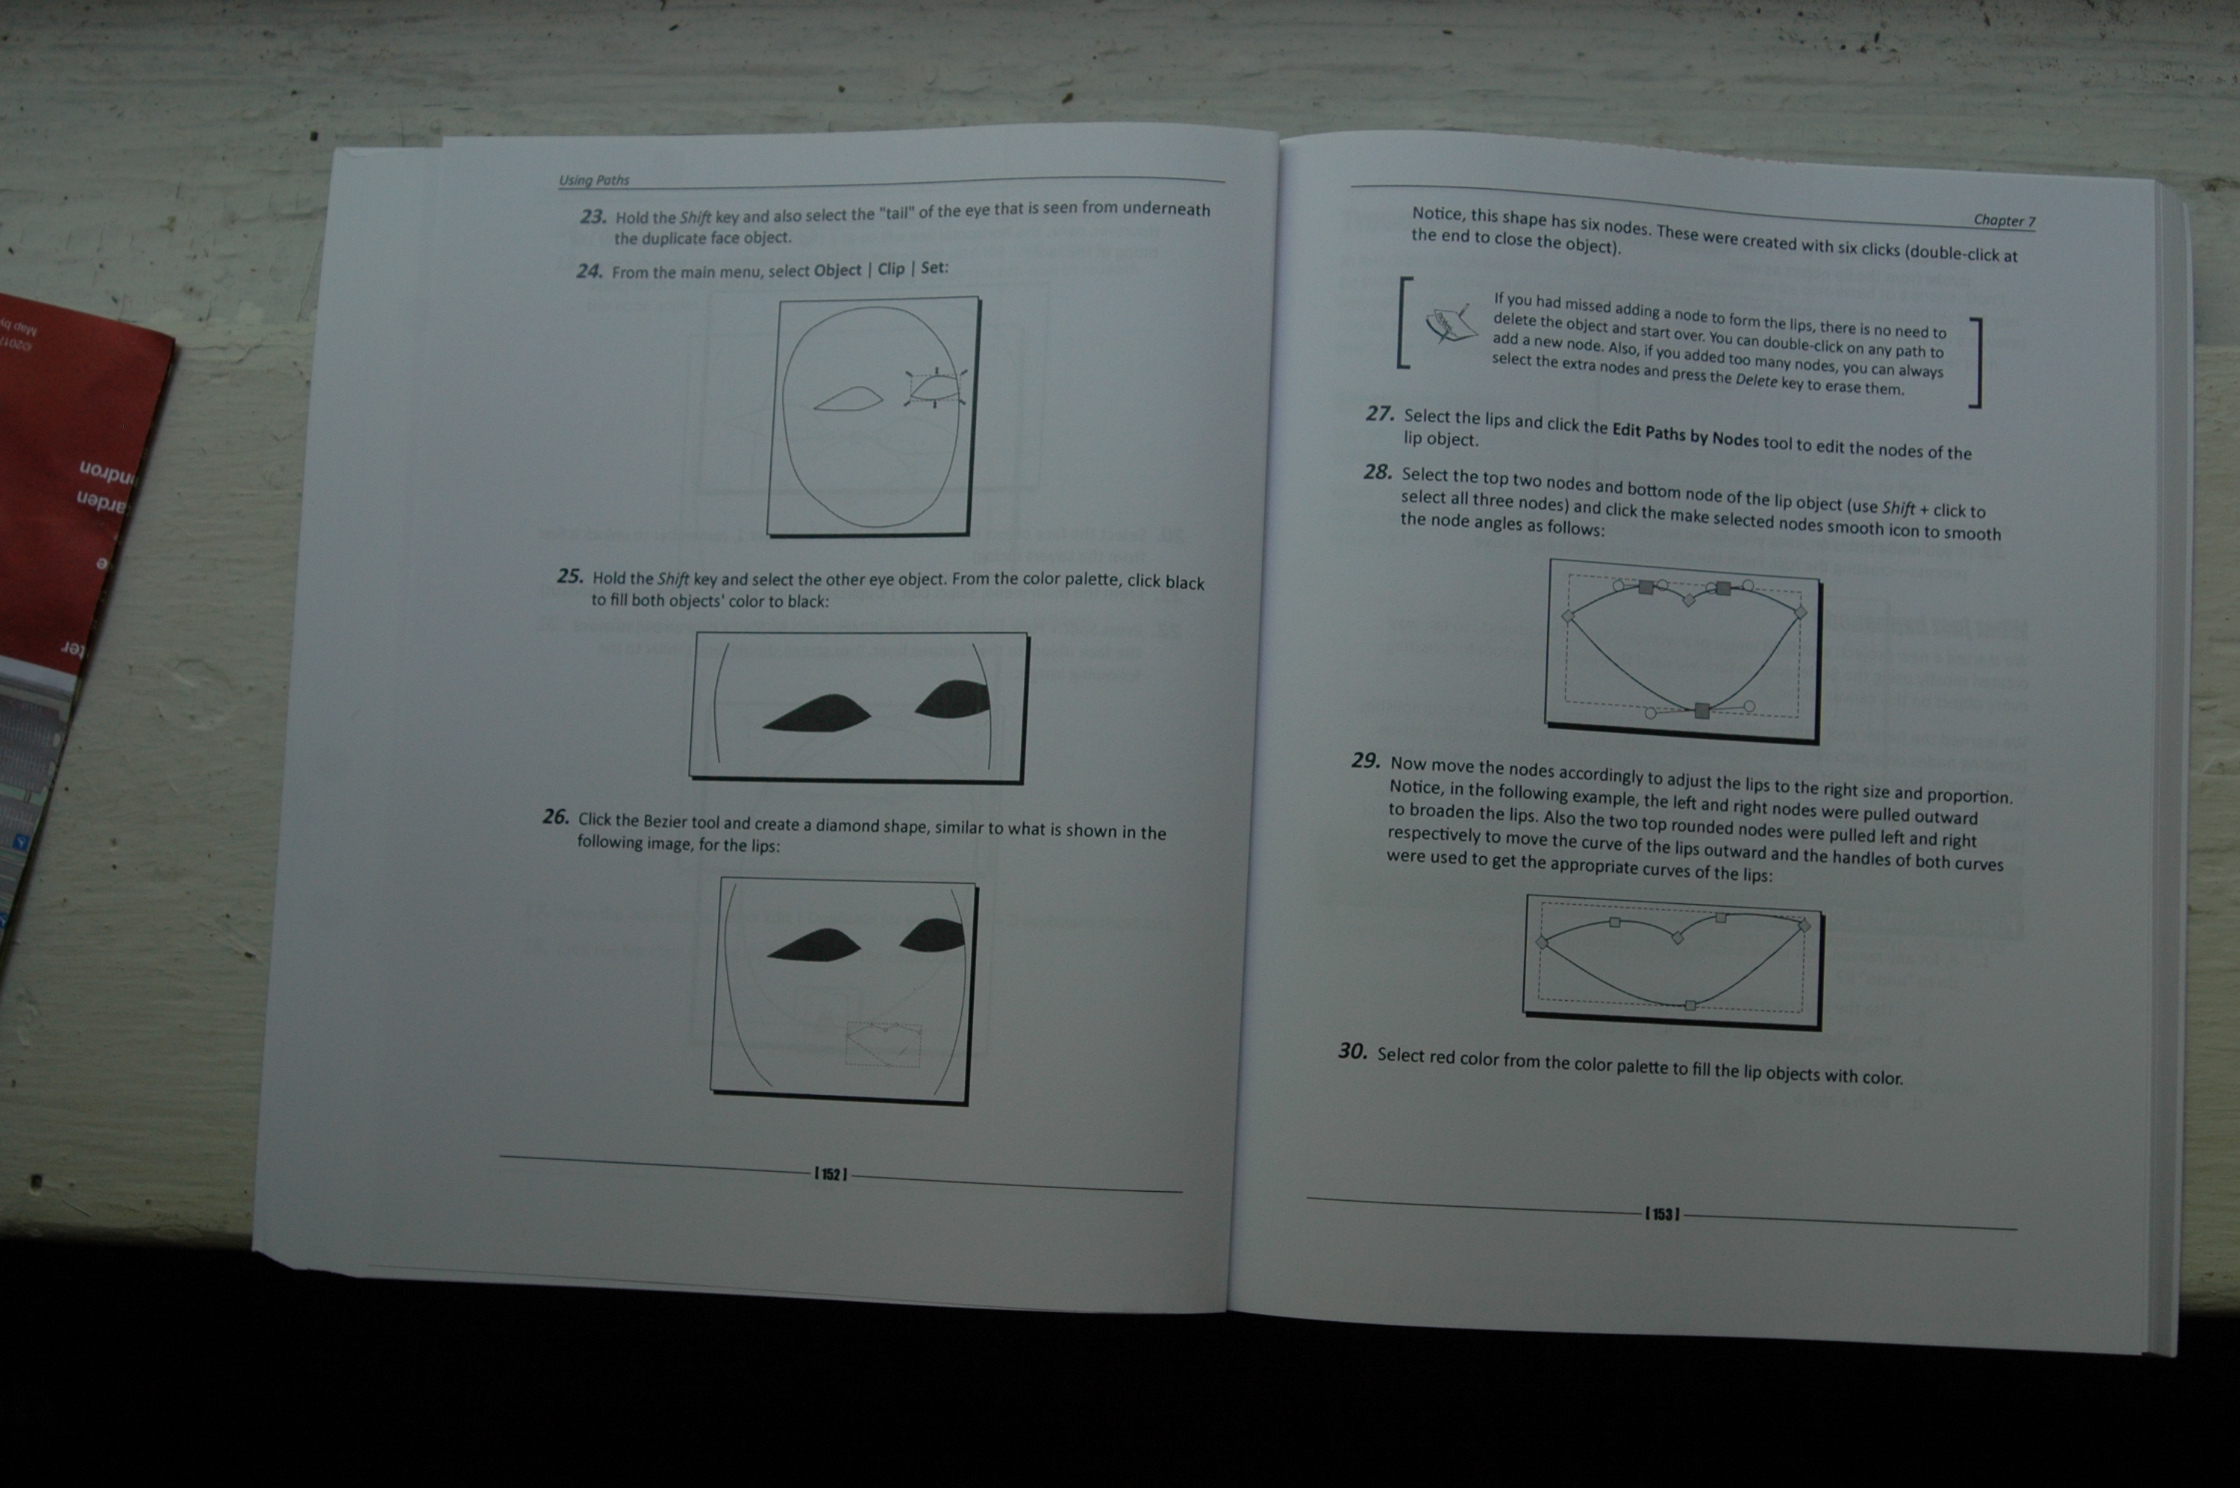 Using Paths
23. Hold the Shift key and also select the "tail" of the eye that is seen from underneath
the duplicate face object.
24. From the main menu, select Object | Clip | Set:
25. Hold the Shift key and select the other eye object. From the color palette, click black
to fill both objects' color to black:
26. Click the Bezier tool and create a diamond shape, similar to what is shown in the
following image, for the lips:
[ 152 ]
Chapter 7
Notice, this shape has six nodes. These were created with six clicks (double-click at
the end to close the object).
If you had missed adding a node to form the lips, there is no need to
delete the object and start over. You can double-click on any path to
add a new node. Also, if you added too many nodes, you can always
select the extra nodes and press the Delete key to erase them.
27. Select the lips and click the Edit Paths by Nodes tool to edit the nodes of the
lip object.
28. Select the top two nodes and bottom node of the lip object (use Shift + click to
select all three nodes) and click the make selected nodes smooth icon to smooth
the node angles as follows:
29. Now move the nodes accordingly to adjust the lips to the right size and proportion.
Notice, in the following example, the left and right nodes were pulled outward
to broaden the lips. Also the two top rounded nodes were pulled left and right
respectively to move the curve of the lips outward and the handles of both curves
were used to get the appropriate curves of the lips:
30. Select red color from the color palette to fill the lip objects with color.
[ 153 ]
Map by
©201
ndron
arden
e
ter